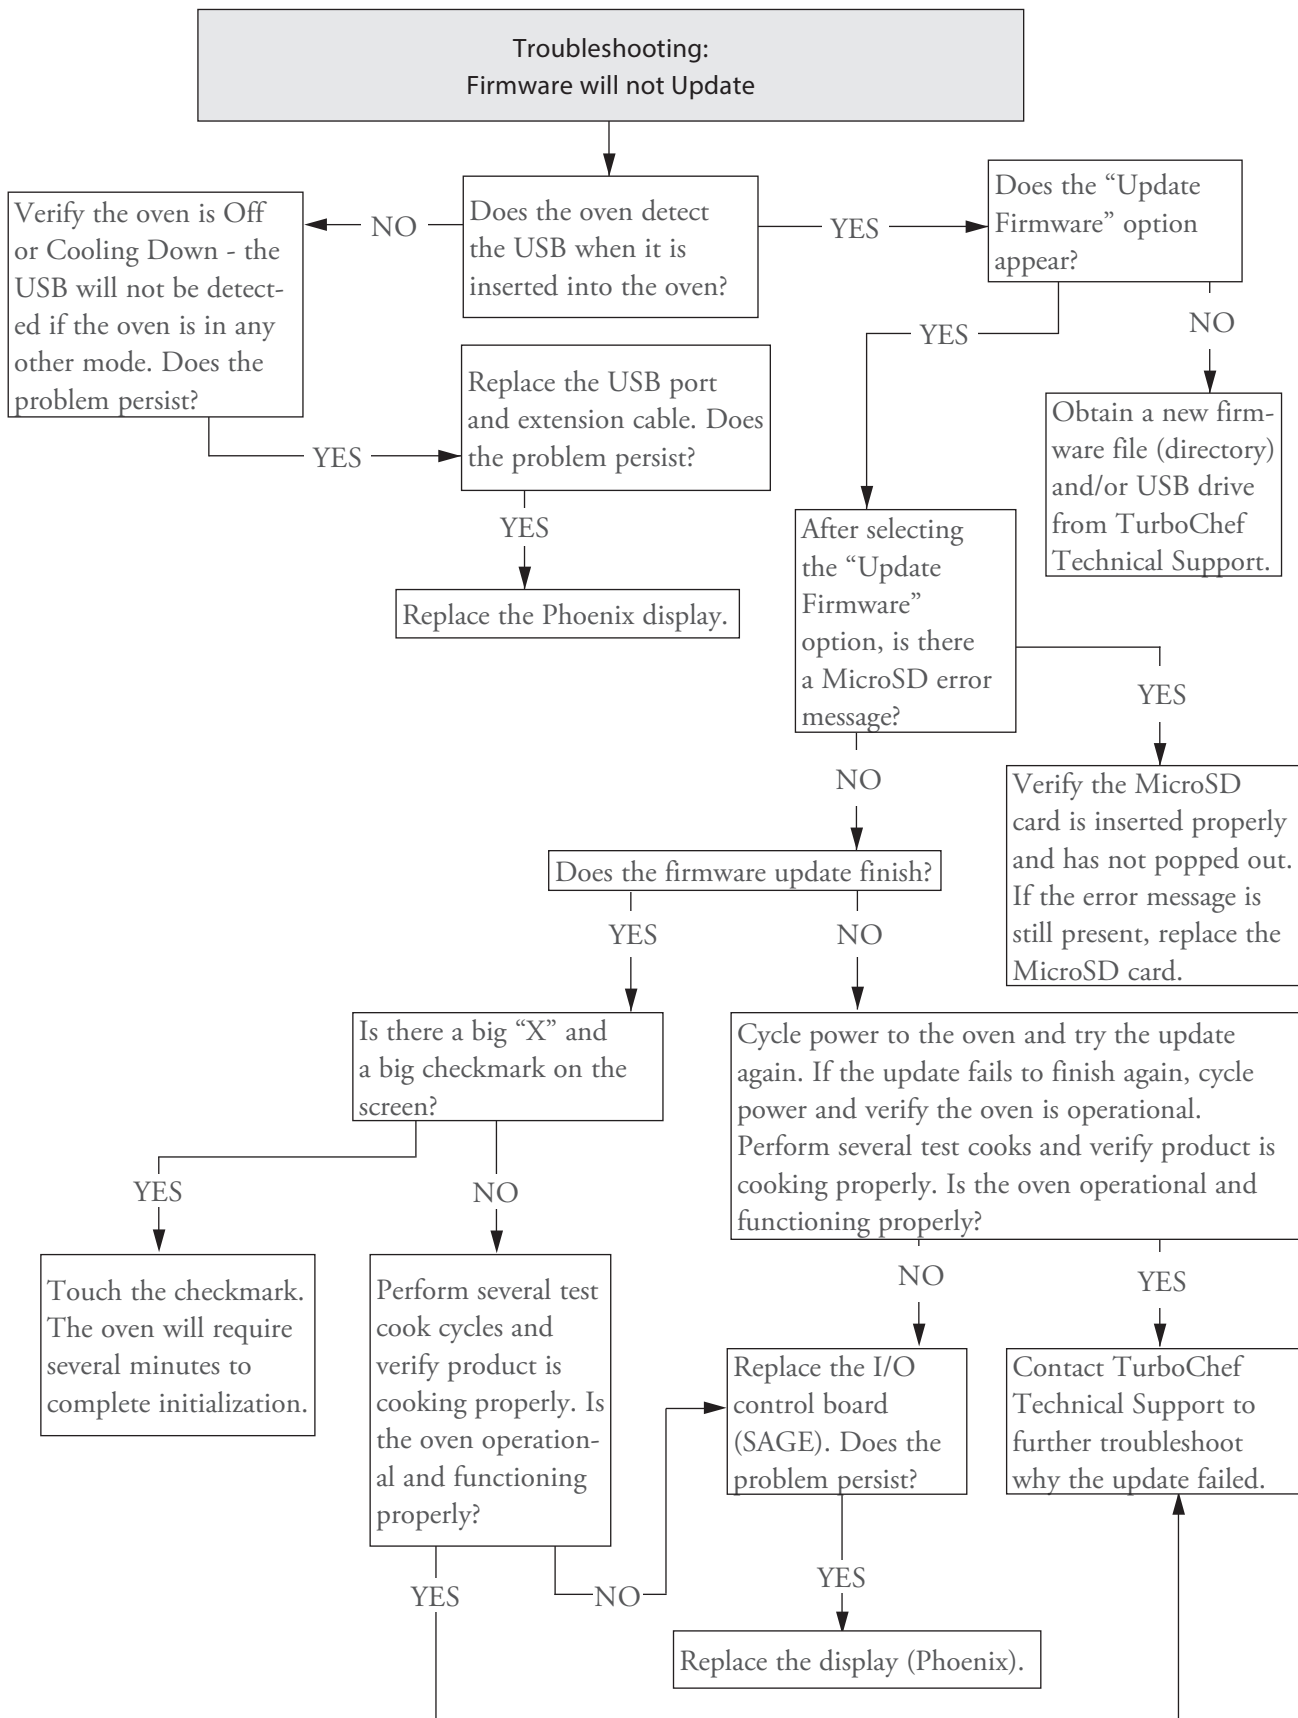 Troubleshooting:
Firmware will not Update
Verify the oven is Off
or Cooling Down - the
USB will not be detect-
ed if the oven is in any
other mode. Does the
problem persist?
NO
Does the oven detect
the USB when it is
inserted into the oven?
YES
Does the “Update
Firmware” option
appear?
YES
NO
YES
Replace the USB port
and extension cable. Does
the problem persist?
YES
Replace the Phoenix display.
Obtain a new firm-
ware file (directory)
and/or USB drive
from TurboChef
Technical Support.
After selecting
the “Update
Firmware”
option, is there
a MicroSD error
message?
YES
NO
Verify the MicroSD
card is inserted properly
and has not popped out.
If the error message is
still present, replace the
MicroSD card.
Does the firmware update finish?
YES
NO
Is there a big “X” and
a big checkmark on the
screen?
Cycle power to the oven and try the update
again. If the update fails to finish again, cycle
power and verify the oven is operational.
Perform several test cooks and verify product is
cooking properly. Is the oven operational and
functioning properly?
YES
NO
NO
YES
Touch the checkmark.
The oven will require
several minutes to
complete initialization.
Perform several test
cook cycles and
verify product is
cooking properly. Is
the oven operation-
al and functioning
properly?
Replace the I/O
control board
(SAGE). Does the
problem persist?
Contact TurboChef
Technical Support to
further troubleshoot
why the update failed.
YES
NO
YES
Replace the display (Phoenix).